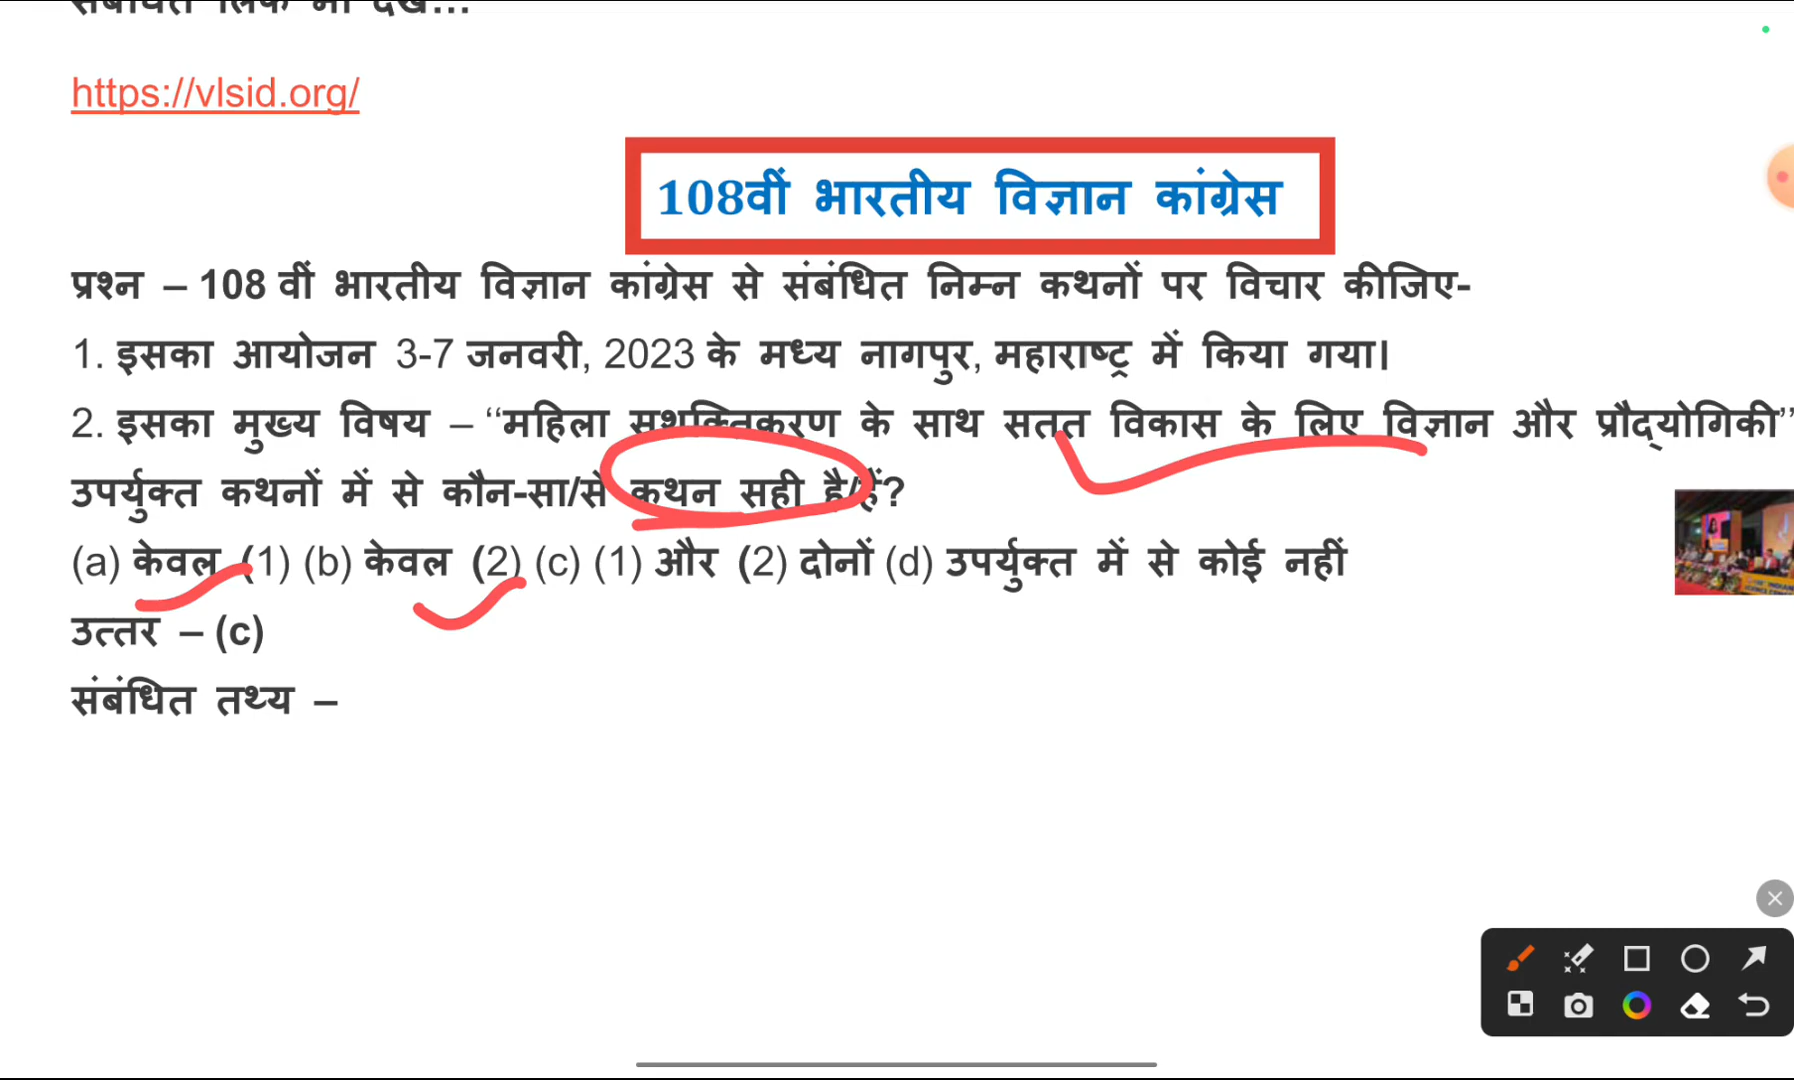 संबंधित लिंक भी देखें…
https://vlsid.org/
108वीं भारतीय विज्ञान कांग्रेस
प्रश्न – 108 वीं भारतीय विज्ञान कांग्रेस से संबंधित निम्न कथनों पर विचार कीजिए-
1. इसका आयोजन 3-7 जनवरी, 2023 के मध्य नागपुर, महाराष्ट्र में किया गया।
2. इसका मुख्य विषय – “महिला सशक्तिकरण के साथ सतत विकास के लिए विज्ञान और प्रौद्योगिकी”
उपर्युक्त कथनों में से कौन-सा/से कथन सही है/हैं?
(a) केवल (1) (b) केवल (2) (c) (1) और (2) दोनों (d) उपर्युक्त में से कोई नहीं
उत्तर – (c)
संबंधित तथ्य –